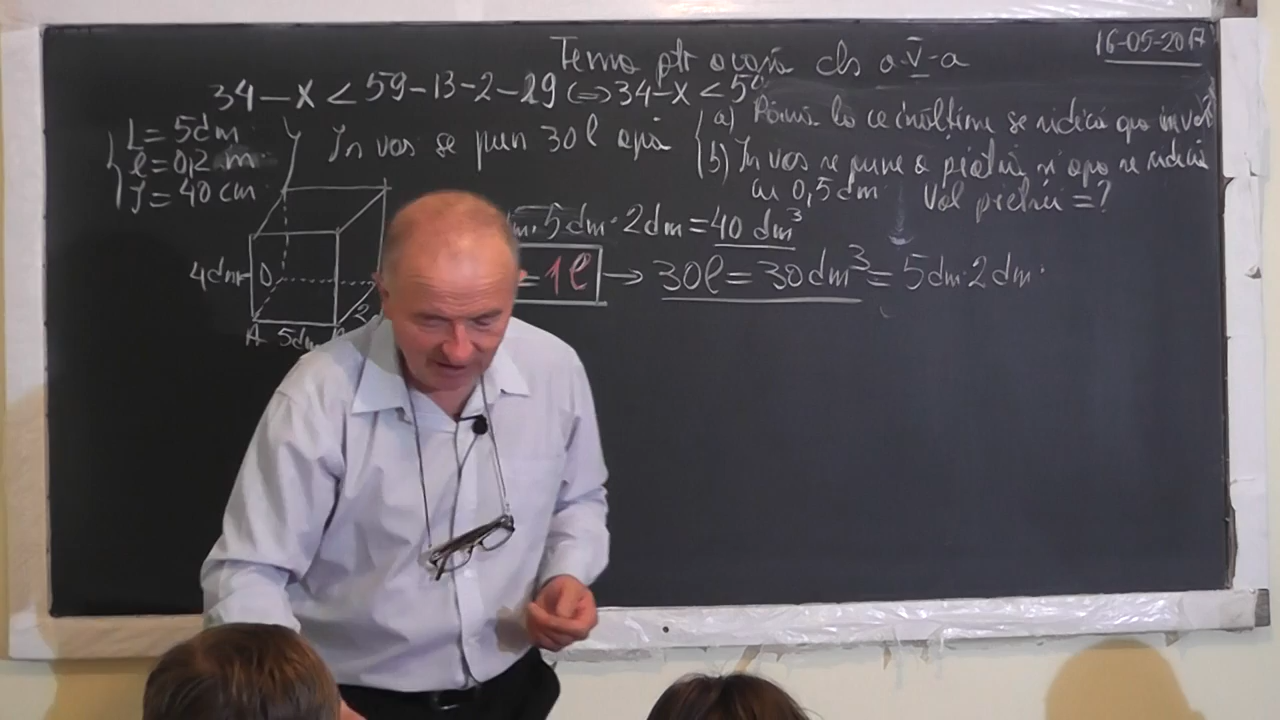 16-05-2017
Tema ptr acasă cls a-V-a
34 - x < 59-13-2-29 <=> 34-x < 5
L = 5dm
l = 0,2 m
Î = 40 cm
În vas se pun 30 l apă
a) Până la ce înălțime se ridică apa în vas
b) În vas se pune o piatră și apa se ridică
cu 0,5dm Vol pietrei = ?
m. 5 dm · 2 dm = 40 dm³
= 1l → 30l = 30dm³ = 5dm·2dm·
4dm D
A 5dm 2